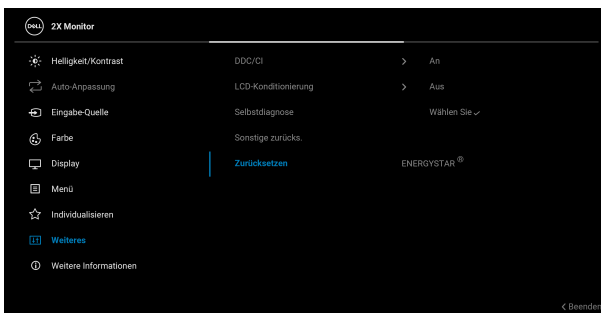 DELL 2X Monitor
Helligkeit/Kontrast DDC/CI An
Auto-Anpassung LCD-Konditionierung Aus
Eingabe-Quelle Selbstdiagnose Wählen Sie
Farbe Sonstige zurücks.
Display Zurücksetzen ENERGYSTAR ®
Menü
Individualisieren
Weiteres
Weitere Informationen
Beenden